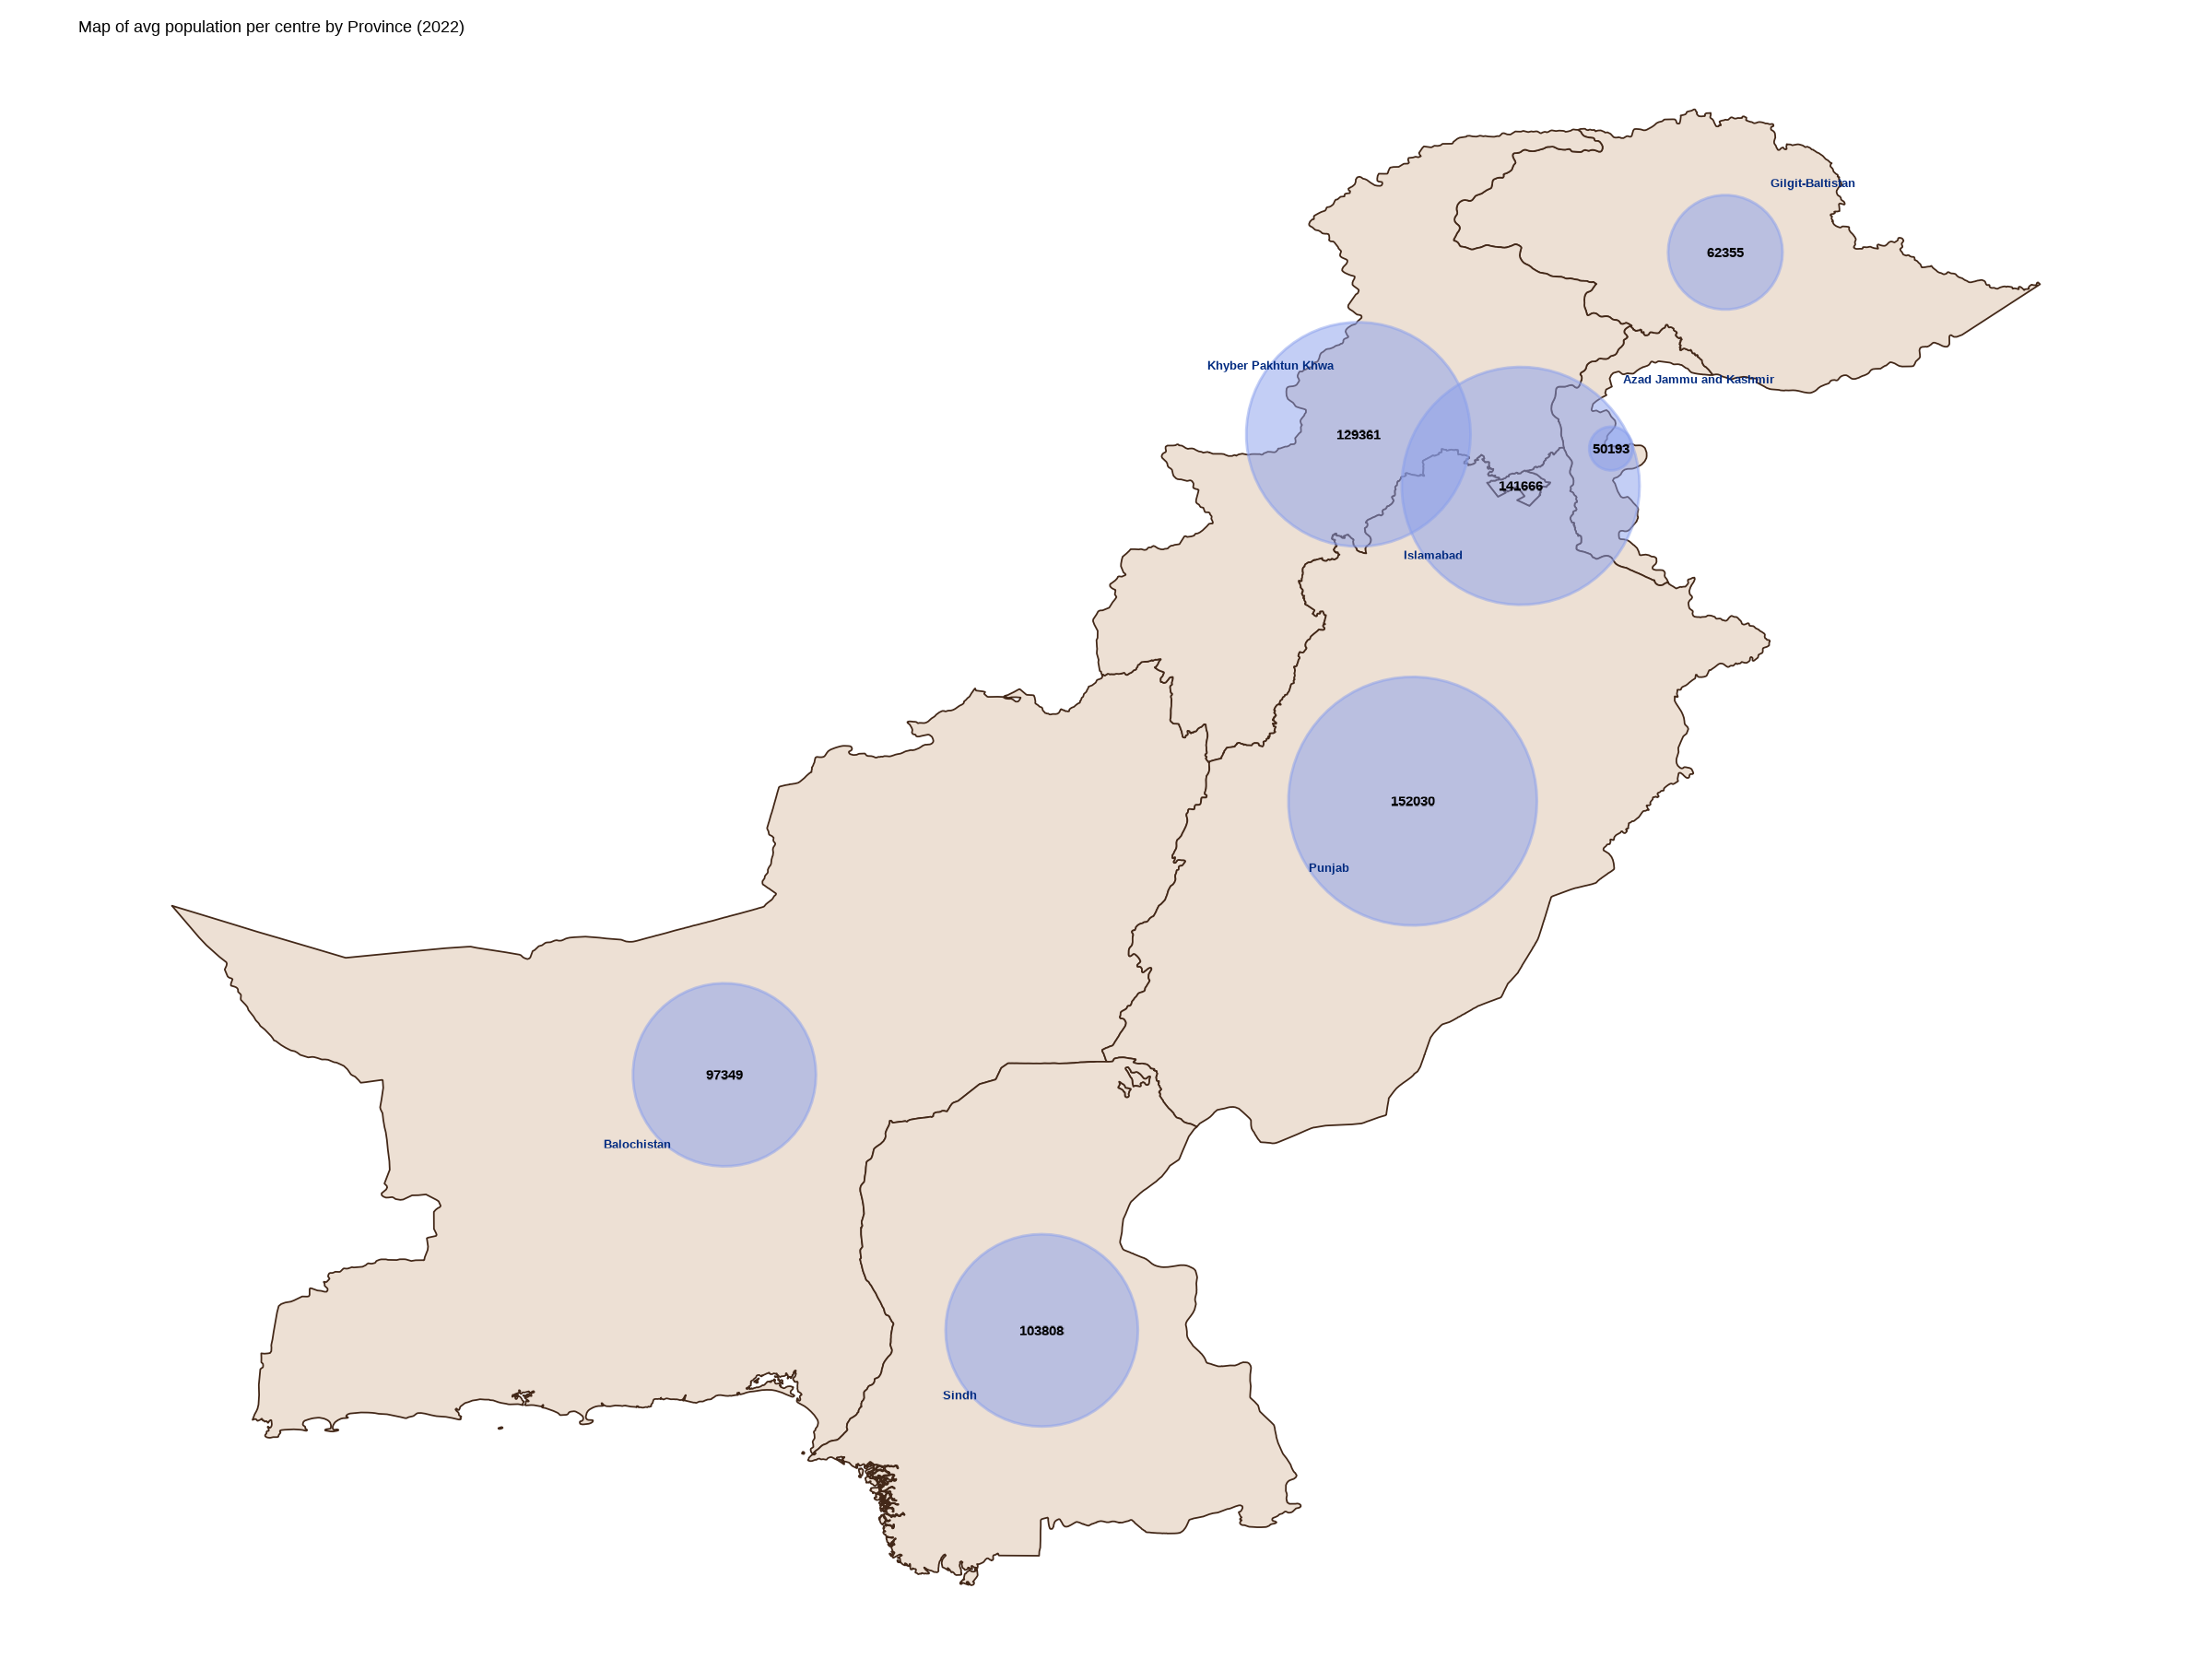 Map of avg population per centre by Province (2022)
Gilgit-Baltistan
62355
Khyber Pakhtun Khwa
Azad Jammu and Kashmir
129361
50193
141666
Islamabad
152030
Punjab
97349
Balochistan
103808
Sindh